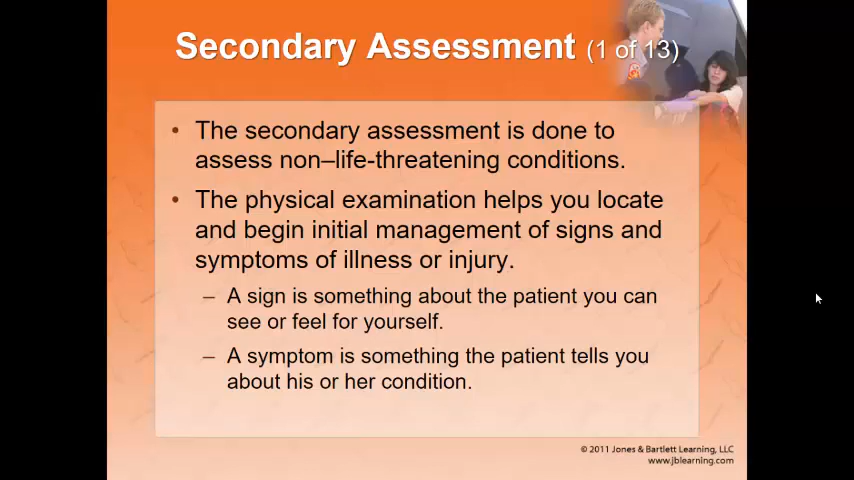 Secondary Assessment (1 of 13)
• The secondary assessment is done to
assess non–life-threatening conditions.
• The physical examination helps you locate
and begin initial management of signs and
symptoms of illness or injury.
– A sign is something about the patient you can
see or feel for yourself.
– A symptom is something the patient tells you
about his or her condition.
© 2011 Jones & Bartlett Learning, LLC
www.jblearning.com